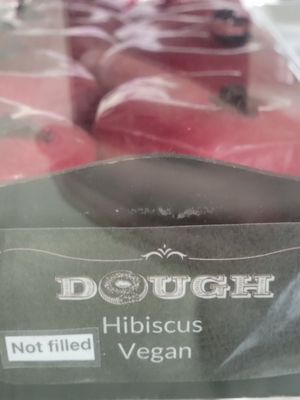 DOUGH
Hibiscus
Not filled
Vegan